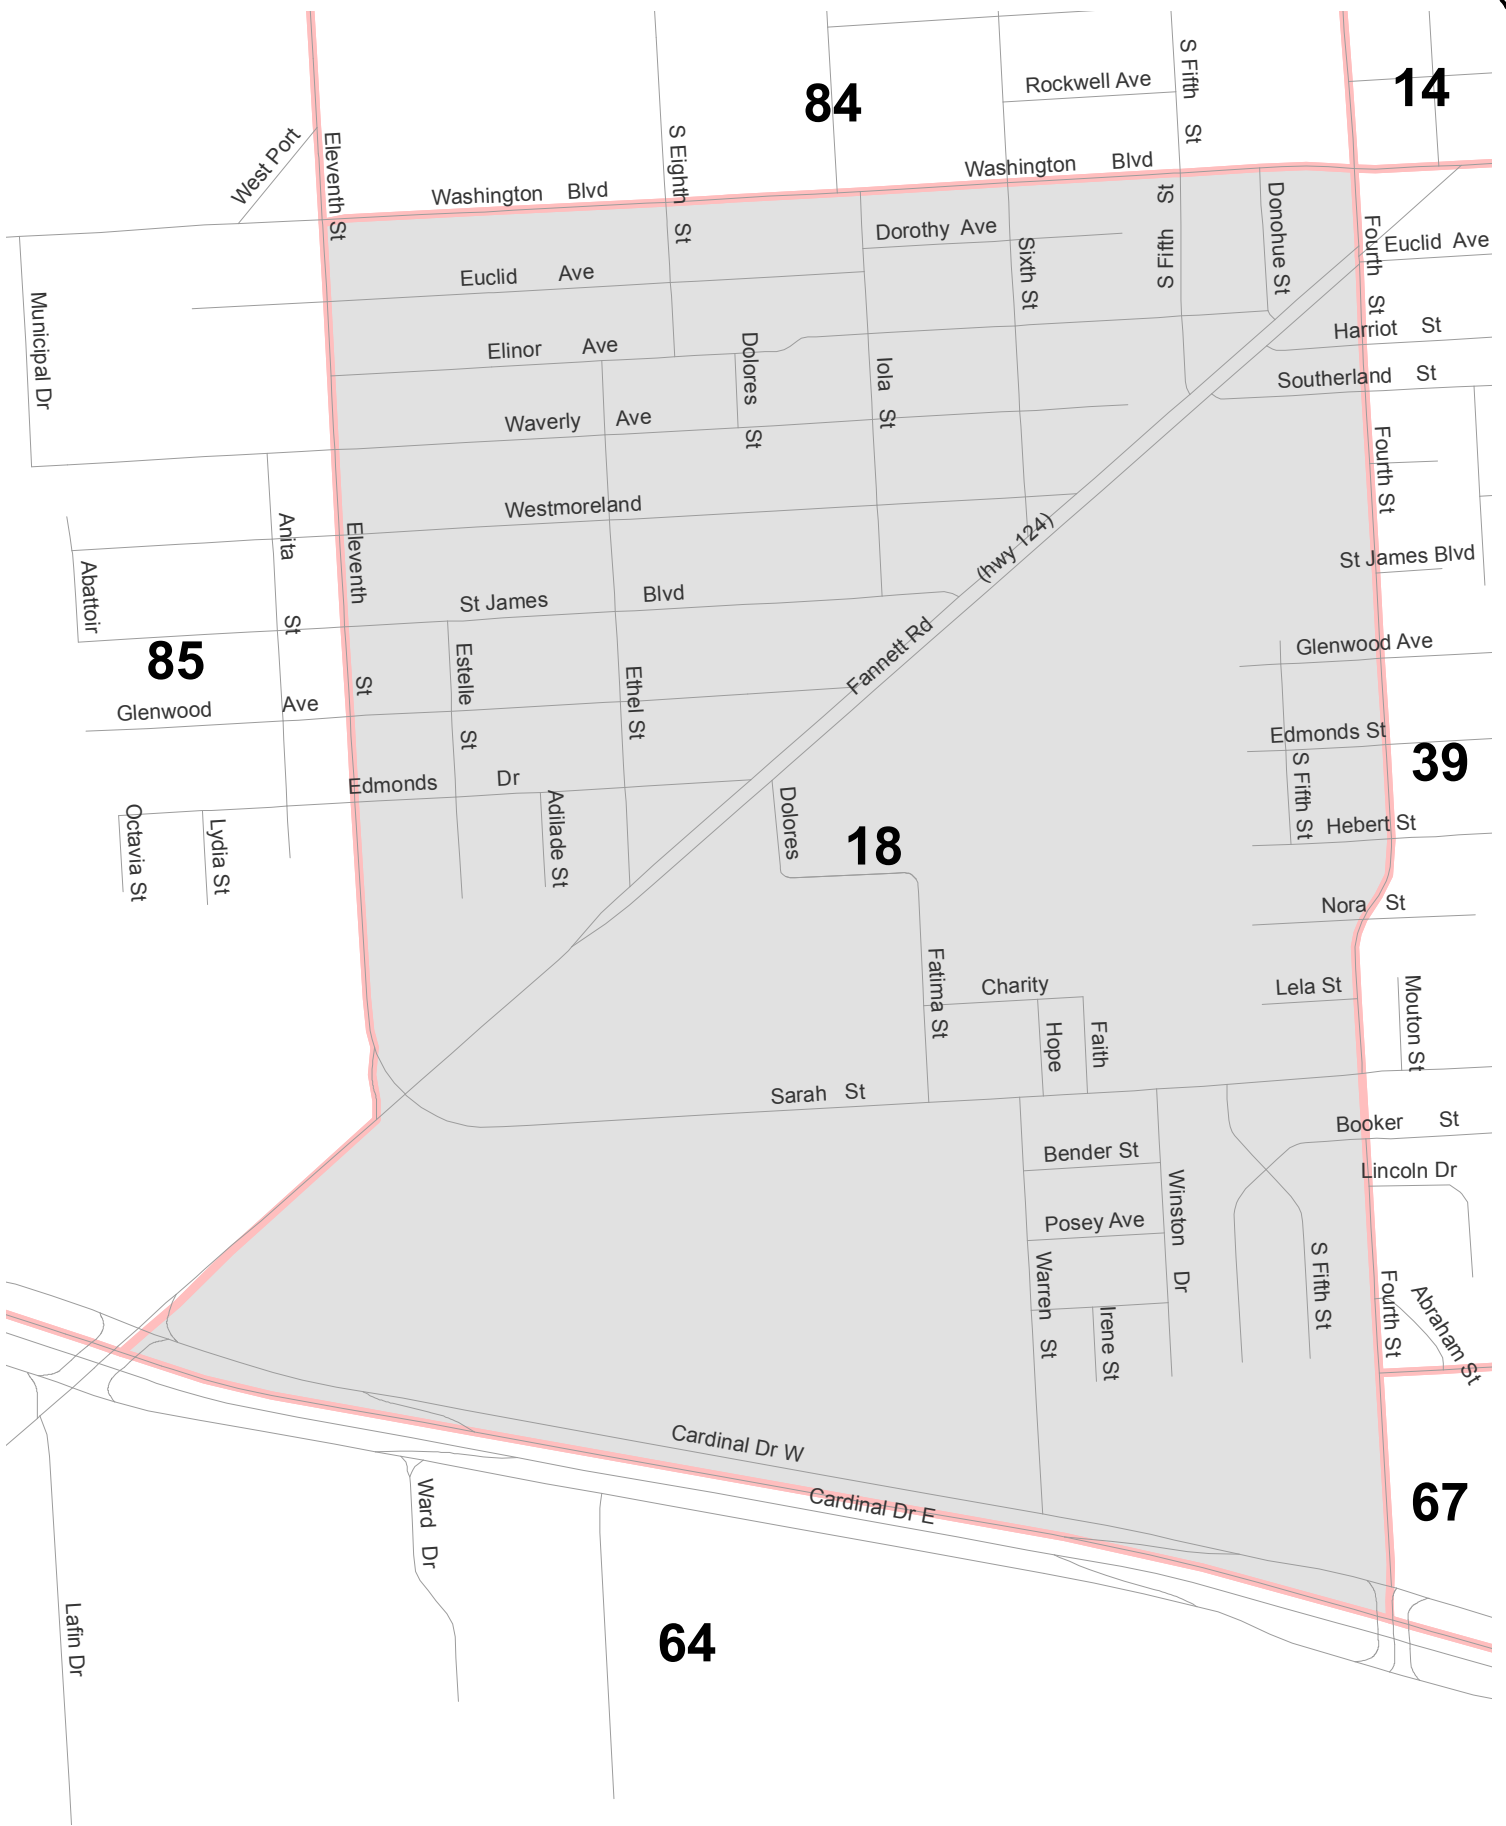 84
14
Rockwell Ave
S Fifth St
West Port
Eleventh St
S Eighth St
Washington Blvd
Washington Blvd
Dorothy Ave
Sixth St
S Fifth St
Donohue St
Fourth St
Euclid Ave
Euclid Ave
Municipal Dr
Elinor Ave
Dolores St
Iola St
Harriot St
Southerland St
Waverly Ave
Fourth St
Westmoreland
Anita St
Eleventh St
(hwy 124)
St James Blvd
Abattoir
St James Blvd
85
Estelle St
Ethel St
Fannett Rd
Glenwood Ave
Glenwood Ave
Edmonds St
39
S Fifth St
Edmonds Dr
Adilade St
Dolores
18
Octavia St
Lydia St
Hebert St
Nora St
Fatima St
Charity
Hope
Faith
Lela St
Mouton St
Sarah St
Booker St
Bender St
Winston Dr
Lincoln Dr
Posey Ave
Warren St
Irene St
S Fifth St
Fourth St
Abraham St
Cardinal Dr W
Cardinal Dr E
67
Ward Dr
Lafin Dr
64